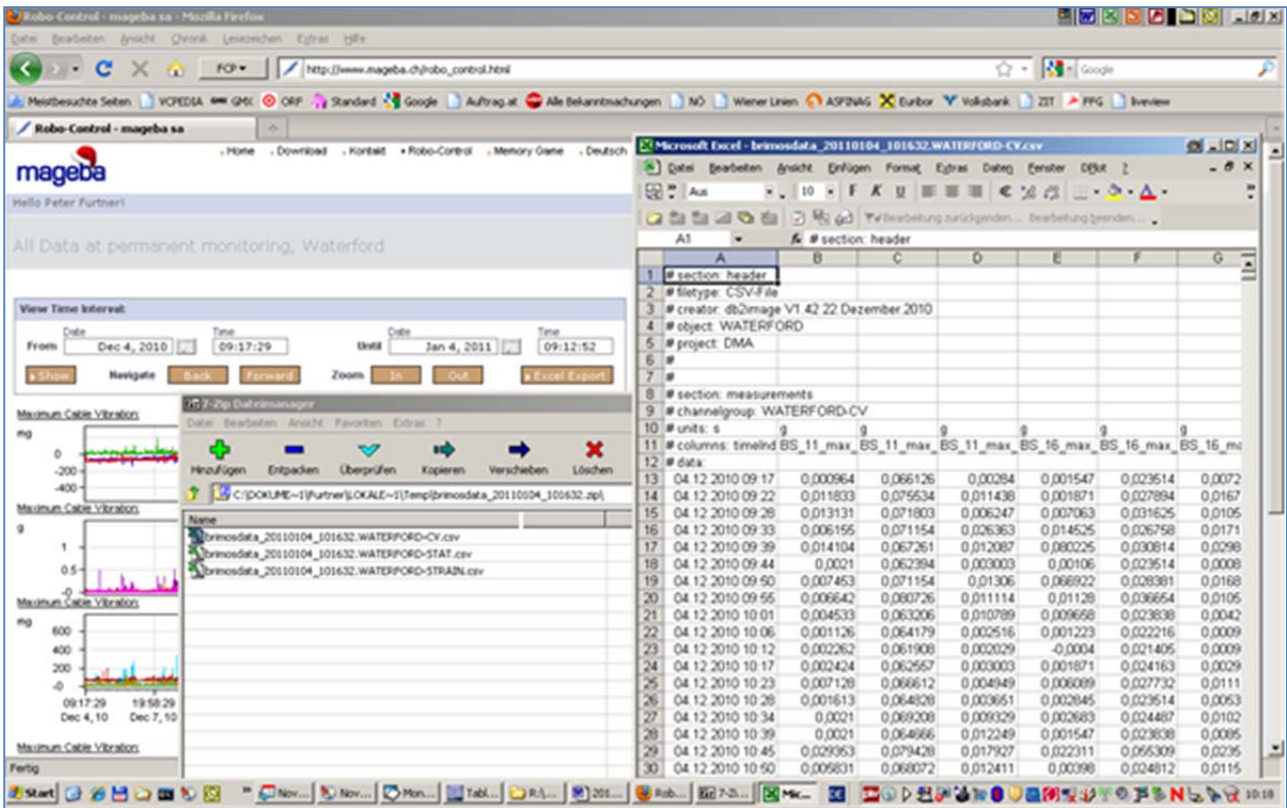 Robo-Control - mageba sa - Mozilla Firefox
Datei Bearbeiten Ansicht Chronik Lesezeichen Extras Hilfe
FCP http://www.mageba.ch/robo_control.html Google
Meistbesuchte Seiten VCPEDIA GMX ORF Standard Google Auftrag.at Alle Bekanntmachungen NÖ Wiener Linien ASFINAG Euribor Volksbank ZIT FFG liveview
Robo-Control - mageba sa
mageba
Home Download Kontakt Robo-Control Memory Game Deutsch
Hello Peter Furtner!
All Data at permanent monitoring, Waterford
View Time Interval:
Date Time Date Time
From Dec 4, 2010 09:17:29 Until Jan 4, 2011 09:12:52
Show Navigate Back Forward Zoom In Out Excel Export
Maximum Cable Vibration:
mg
0
-200
-400
Maximum Cable Vibration:
g
1
0.5
-0
Maximum Cable Vibration:
mg
600
400
200
-0
09:17:29 19:58:29
Dec 4, 10 Dec 7, 10
Maximum Cable Vibration:
Fertig
7-Zip Dateimanager
Datei Bearbeiten Ansicht Favoriten Extras ?
Hinzufügen Entpacken Überprüfen Kopieren Verschieben Löschen
C:\DOKUME~1\Furtner\LOKALE~1\Temp\brimosdata_20110104_101632.zip\
Name
brimosdata_20110104_101632.WATERFORD-CV.csv
brimosdata_20110104_101632.WATERFORD-STAT.csv
brimosdata_20110104_101632.WATERFORD-STRAIN.csv
Microsoft Excel - brimosdata_20110104_101632.WATERFORD-CV.csv
Datei Bearbeiten Ansicht Einfügen Format Extras Daten Fenster ?
10 F K U
Bearbeitung zurückgenden... Bearbeitung beenden...
A1 fx # section: header
A B C D E F G
1 # section: header
2 # filetype: CSV-File
3 # creator: db2image V1.42 22.Dezember.2010
4 # object: WATERFORD
5 # project: DMA
6 #
7 #
8 # section: measurements
9 # channelgroup: WATERFORD-CV
10 # units: s g g g g g g
11 # columns: timeInd BS_11_max_ BS_11_max_ BS_11_max_ BS_16_max_ BS_16_max_ BS_16_ma
12 # data:
13 04.12.2010 09:17 0,000964 0,066126 0,00284 0,001547 0,023514 0,0072
14 04.12.2010 09:22 0,011833 0,075534 0,011438 0,001871 0,027894 0,0167
15 04.12.2010 09:28 0,013131 0,071803 0,006247 0,007063 0,031625 0,0105
16 04.12.2010 09:33 0,006155 0,071154 0,026363 0,014525 0,026758 0,0171
17 04.12.2010 09:39 0,014104 0,067261 0,012087 0,080225 0,030814 0,0298
18 04.12.2010 09:44 0,0021 0,062394 0,003003 0,00106 0,023514 0,0008
19 04.12.2010 09:50 0,007453 0,071154 0,01306 0,066922 0,028381 0,0168
20 04.12.2010 09:55 0,006642 0,080726 0,011114 0,01128 0,036654 0,0105
21 04.12.2010 10:01 0,004533 0,063206 0,010789 0,009658 0,023838 0,0042
22 04.12.2010 10:06 0,001126 0,064179 0,002516 0,001223 0,022216 0,0009
23 04.12.2010 10:12 0,002262 0,061908 0,002029 -0,0004 0,021405 0,0009
24 04.12.2010 10:17 0,002424 0,062557 0,003003 0,001871 0,024163 0,0029
25 04.12.2010 10:23 0,007128 0,066612 0,004949 0,006089 0,027732 0,0111
26 04.12.2010 10:28 0,001613 0,064828 0,003651 0,002845 0,023514 0,0053
27 04.12.2010 10:34 0,0021 0,069208 0,009329 0,002683 0,024487 0,0102
28 04.12.2010 10:39 0,0021 0,064666 0,012249 0,001547 0,023838 0,0085
29 04.12.2010 10:45 0,029353 0,079428 0,017927 0,022311 0,055309 0,0235
30 04.12.2010 10:50 0,005831 0,068072 0,012411 0,00398 0,024812 0,0115
Start Nov... Nov... Mon... Tabl... R:\... 201... Rob... 7-Zi... Mic... DE 10:18